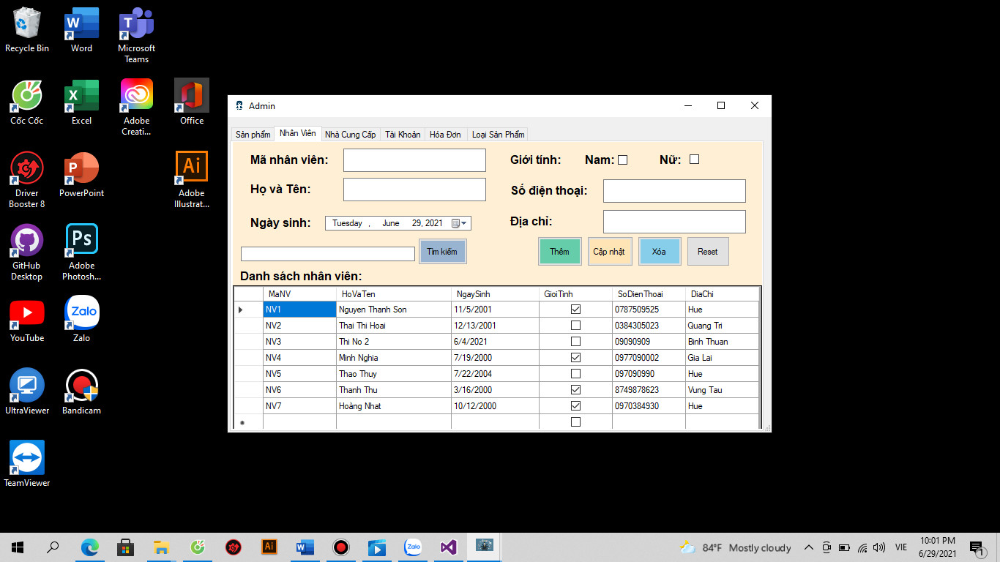 Recycle Bin
Word
Microsoft Teams
Cốc Cốc
Excel
Adobe Creati...
Office
Driver Booster 8
PowerPoint
Adobe Illustrat...
GitHub Desktop
Adobe Photosh...
YouTube
Zalo
UltraViewer
Bandicam
TeamViewer
Admin
Sản phẩm Nhân Viên Nhà Cung Cấp Tài Khoản Hóa Đơn Loại Sản Phẩm
Mã nhân viên: Giới tính: Nam: Nữ:
Họ và Tên: Số điện thoại:
Ngày sinh: Tuesday , June 29, 2021 Địa chỉ:
Tìm kiếm Thêm Cập nhật Xóa Reset
Danh sách nhân viên:
MaNV HoVaTen NgaySinh GioiTinh SoDienThoai DiaChi
NV1 Nguyen Thanh Son 11/5/2001 0787509525 Hue
NV2 Thai Thi Hoai 12/13/2001 0384305023 Quang Tri
NV3 Thi No 2 6/4/2021 09090909 Binh Thuan
NV4 Minh Nghia 7/19/2000 0977090002 Gia Lai
NV5 Thao Thuy 7/22/2004 097090990 Hue
NV6 Thanh Thu 3/16/2000 8749878623 Vung Tau
NV7 Hoàng Nhat 10/12/2000 0970384930 Hue
84°F Mostly cloudy VIE 10:01 PM
6/29/2021 1